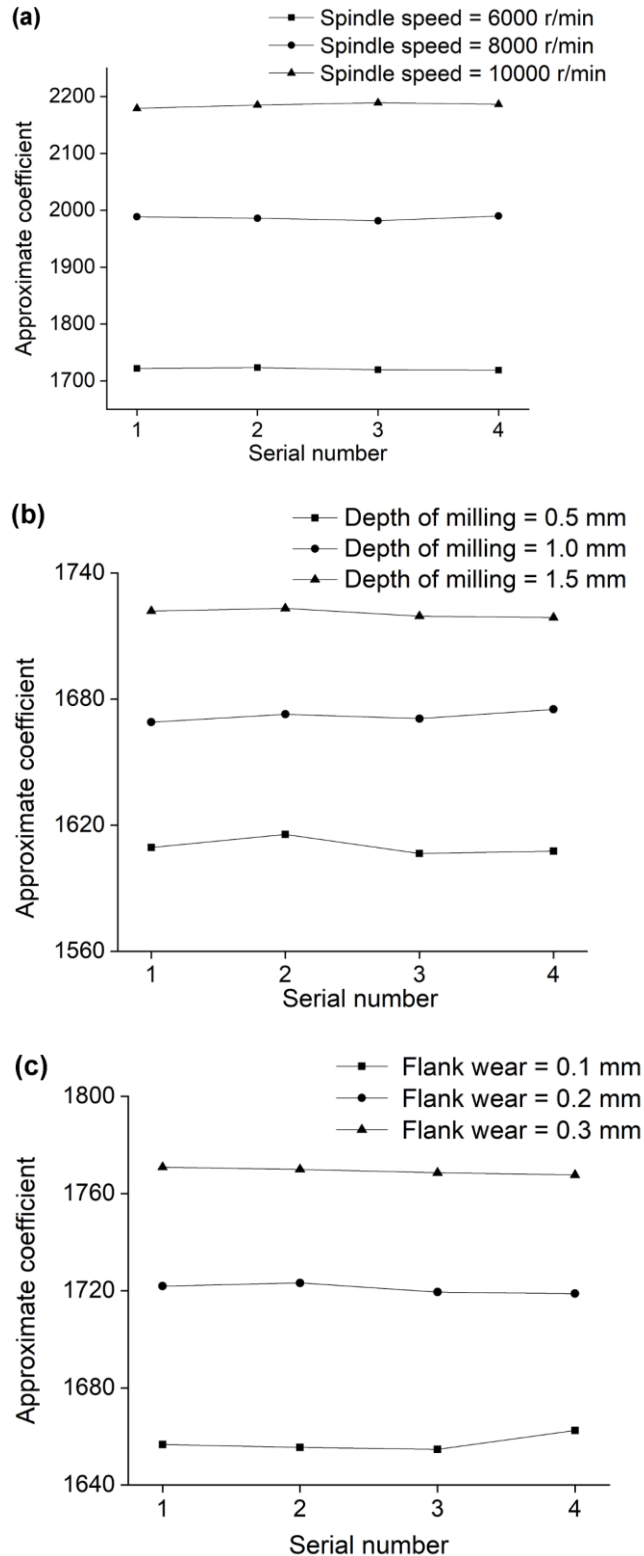 (a)
Spindle speed = 6000 r/min
Spindle speed = 8000 r/min
Spindle speed = 10000 r/min
2200
2100
2000
1900
1800
1700
Approximate coefficient
1 2 3 4
Serial number
(b)
Depth of milling = 0.5 mm
Depth of milling = 1.0 mm
Depth of milling = 1.5 mm
1740
1680
1620
1560
Approximate coefficient
1 2 3 4
Serial number
(c)
Flank wear = 0.1 mm
Flank wear = 0.2 mm
Flank wear = 0.3 mm
1800
1760
1720
1680
1640
Approximate coefficient
1 2 3 4
Serial number